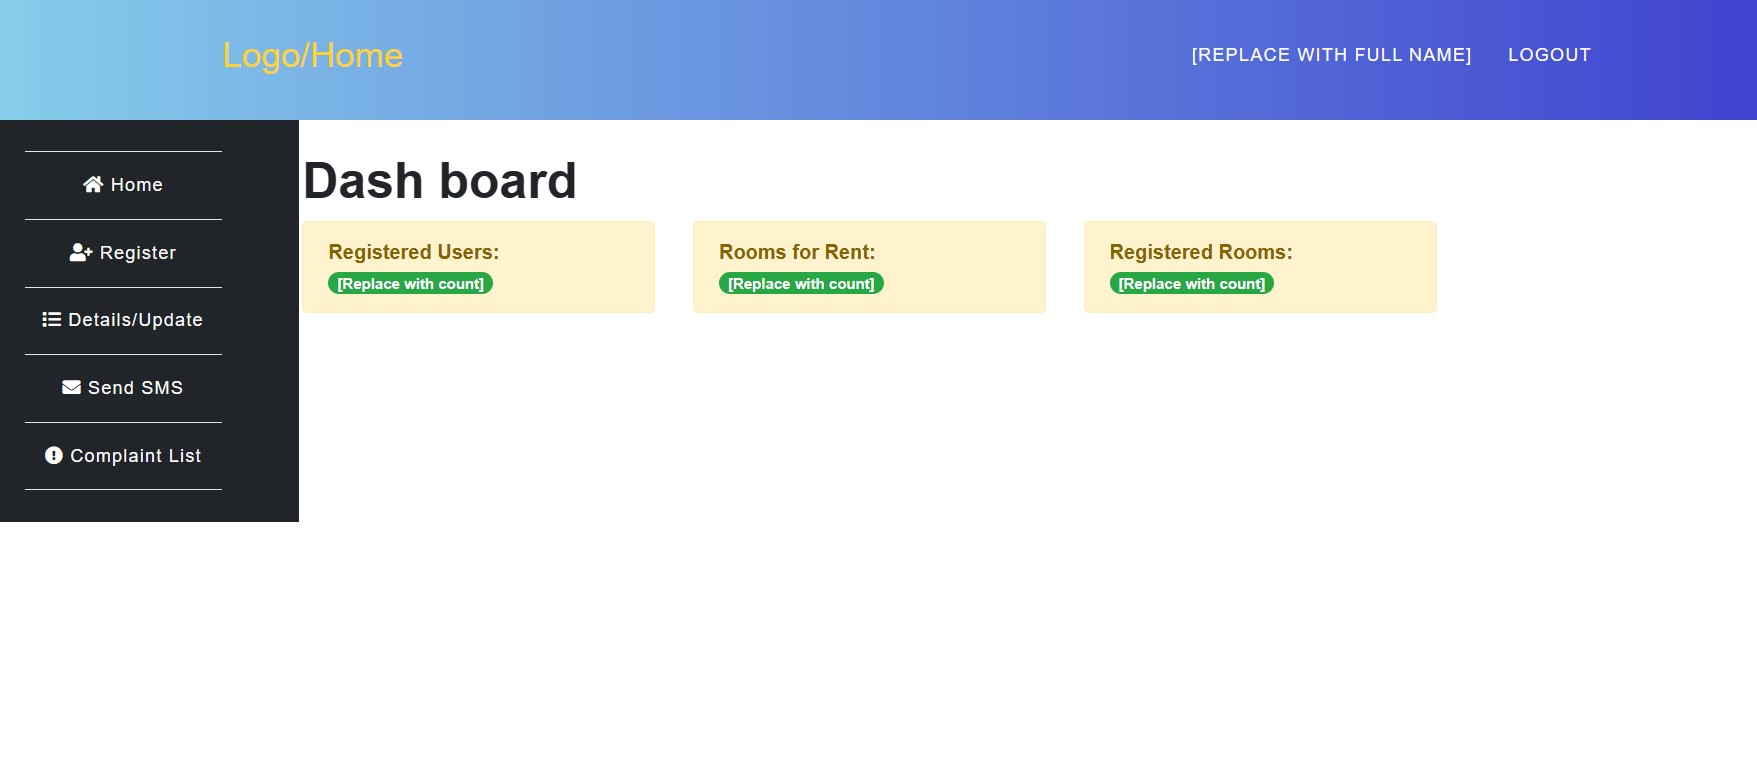 Logo/Home
[REPLACE WITH FULL NAME] LOGOUT
Home
Register
Details/Update
Send SMS
Complaint List
Dash board
Registered Users:
[Replace with count]
Rooms for Rent:
[Replace with count]
Registered Rooms:
[Replace with count]